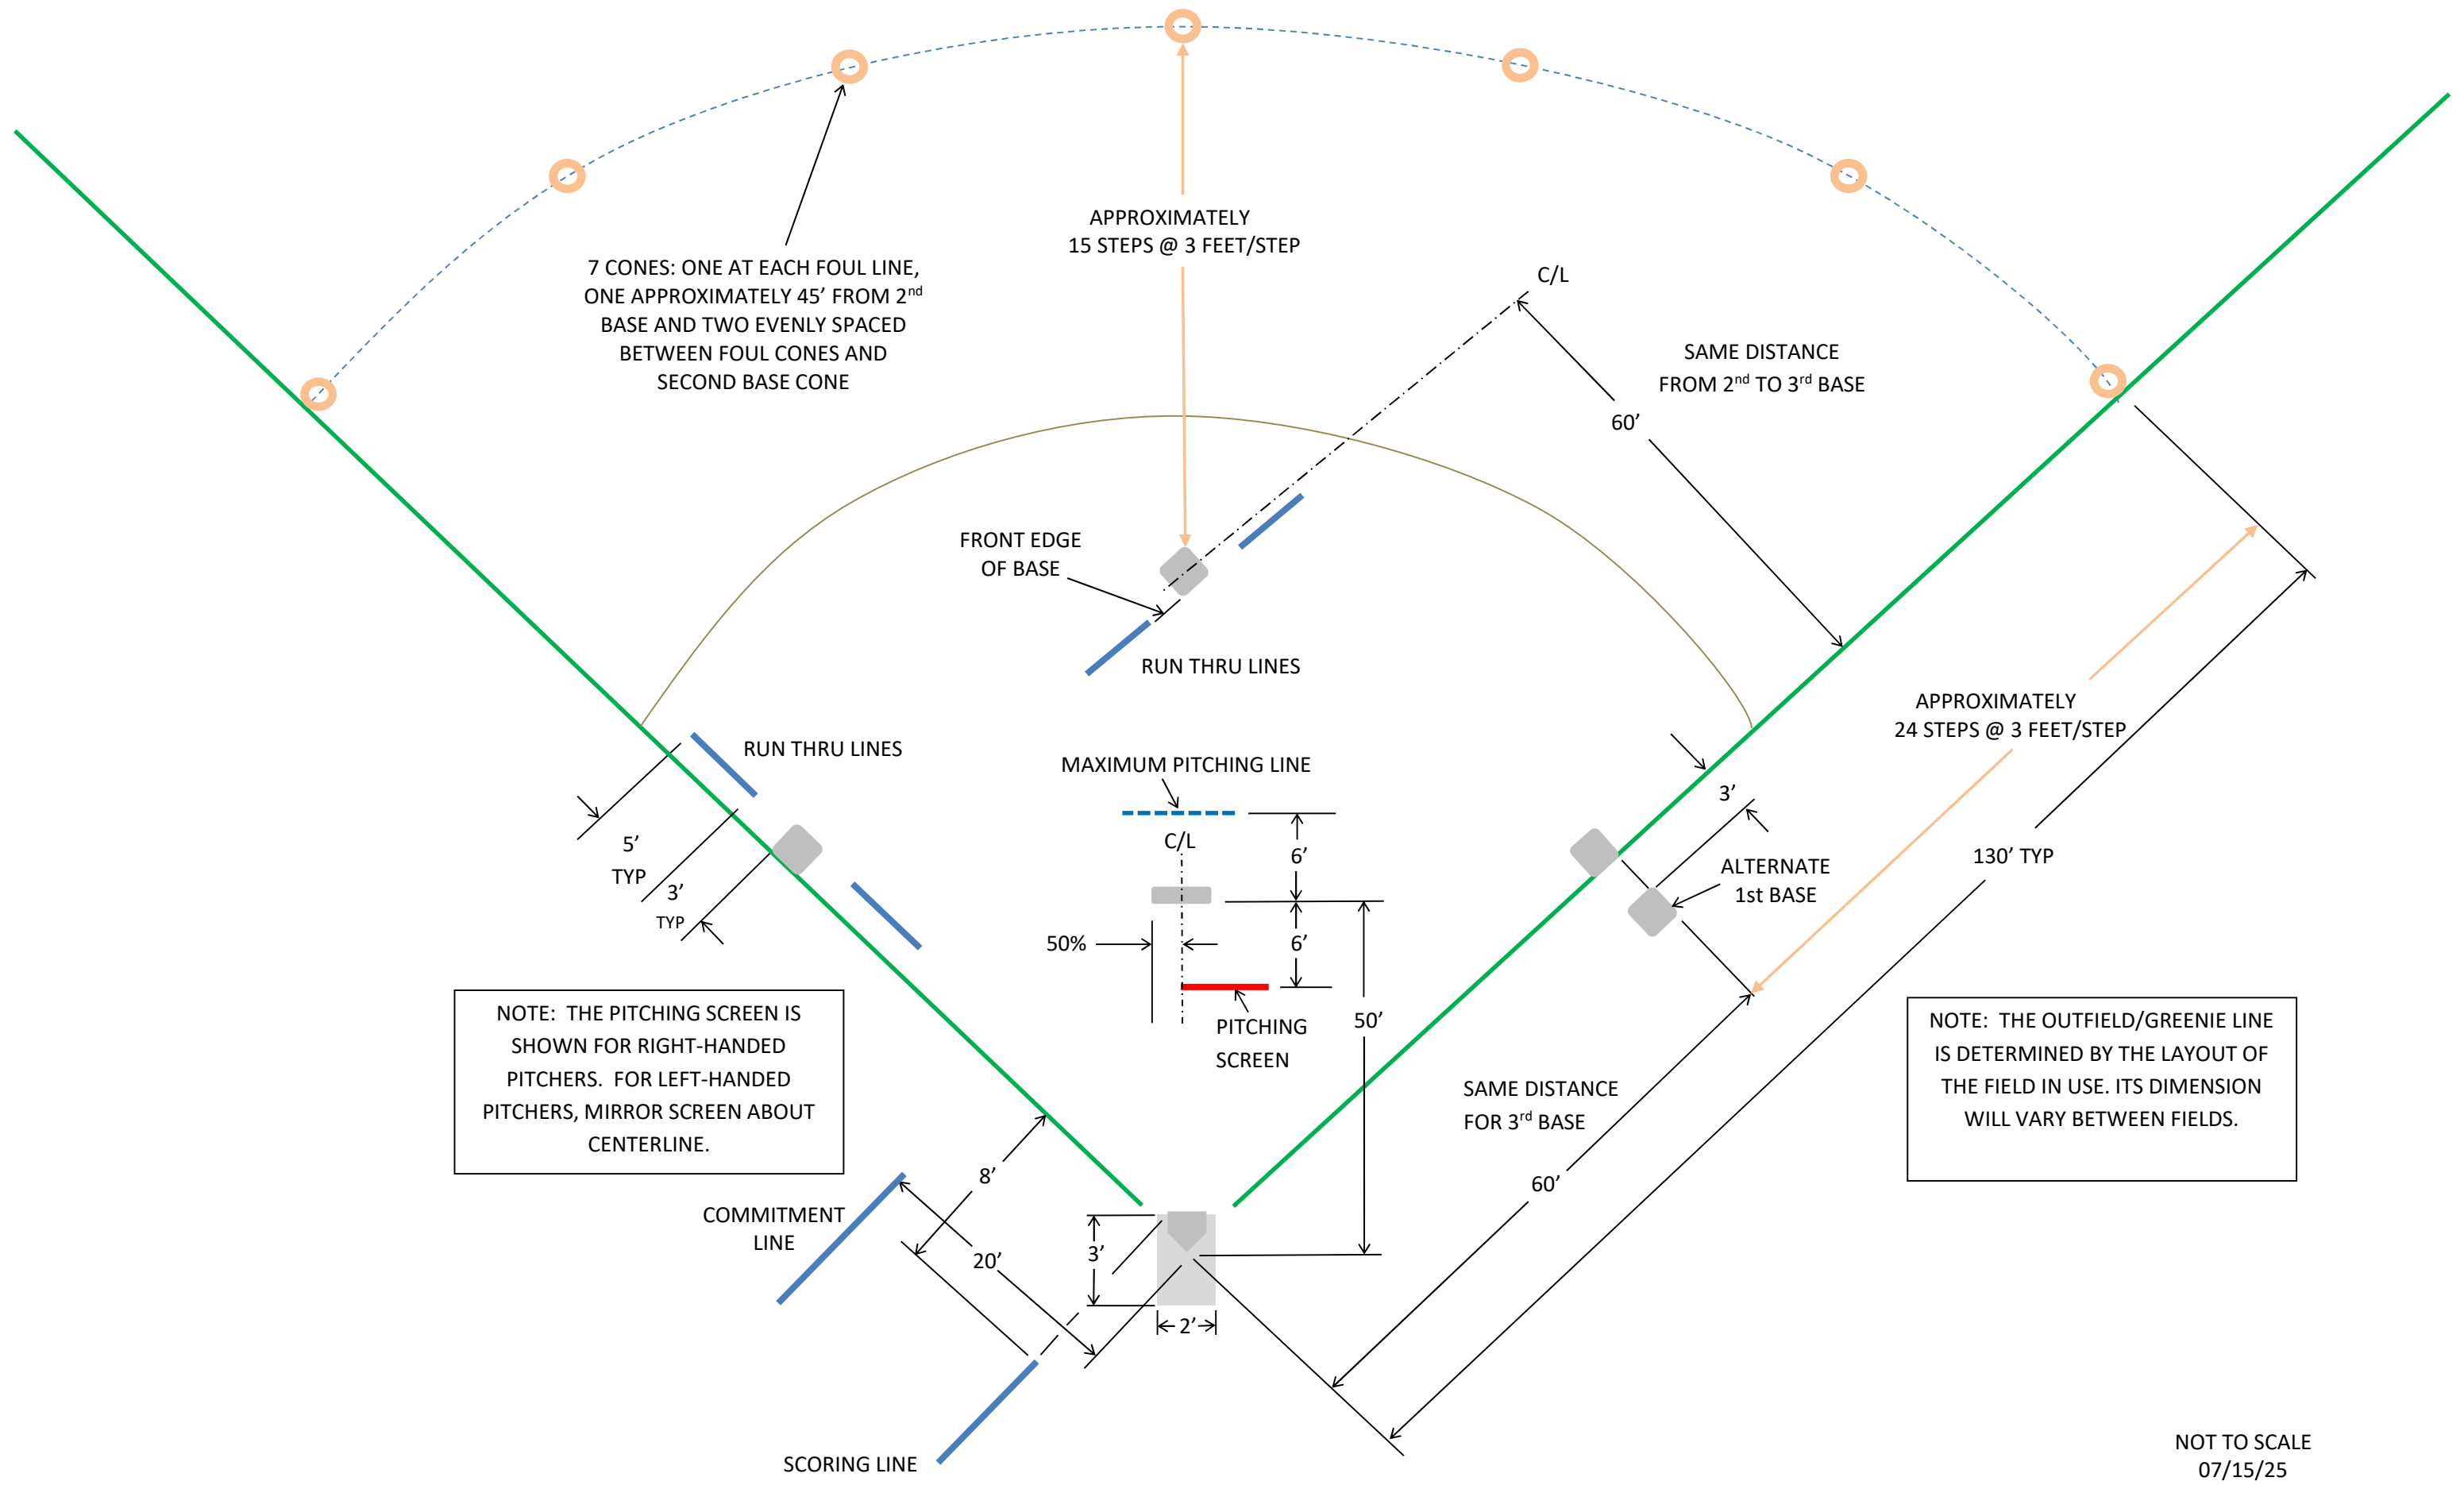 APPROXIMATELY
15 STEPS @ 3 FEET/STEP
7 CONES: ONE AT EACH FOUL LINE,
ONE APPROXIMATELY 45’ FROM 2nd
BASE AND TWO EVENLY SPACED
BETWEEN FOUL CONES AND
SECOND BASE CONE
C/L
SAME DISTANCE
FROM 2nd TO 3rd BASE
60’
FRONT EDGE
OF BASE
RUN THRU LINES
APPROXIMATELY
24 STEPS @ 3 FEET/STEP
RUN THRU LINES
MAXIMUM PITCHING LINE
3’
5’
TYP
3’
TYP
C/L
6’
130’ TYP
ALTERNATE
1st BASE
50%
6’
50’
PITCHING
SCREEN
NOTE:  THE PITCHING SCREEN IS
SHOWN FOR RIGHT-HANDED
PITCHERS.  FOR LEFT-HANDED
PITCHERS, MIRROR SCREEN ABOUT
CENTERLINE.
NOTE:  THE OUTFIELD/GREENIE LINE
IS DETERMINED BY THE LAYOUT OF
THE FIELD IN USE. ITS DIMENSION
WILL VARY BETWEEN FIELDS.
SAME DISTANCE
FOR 3rd BASE
8’
60’
COMMITMENT
LINE
20’
3’
2’
SCORING LINE
NOT TO SCALE
07/15/25